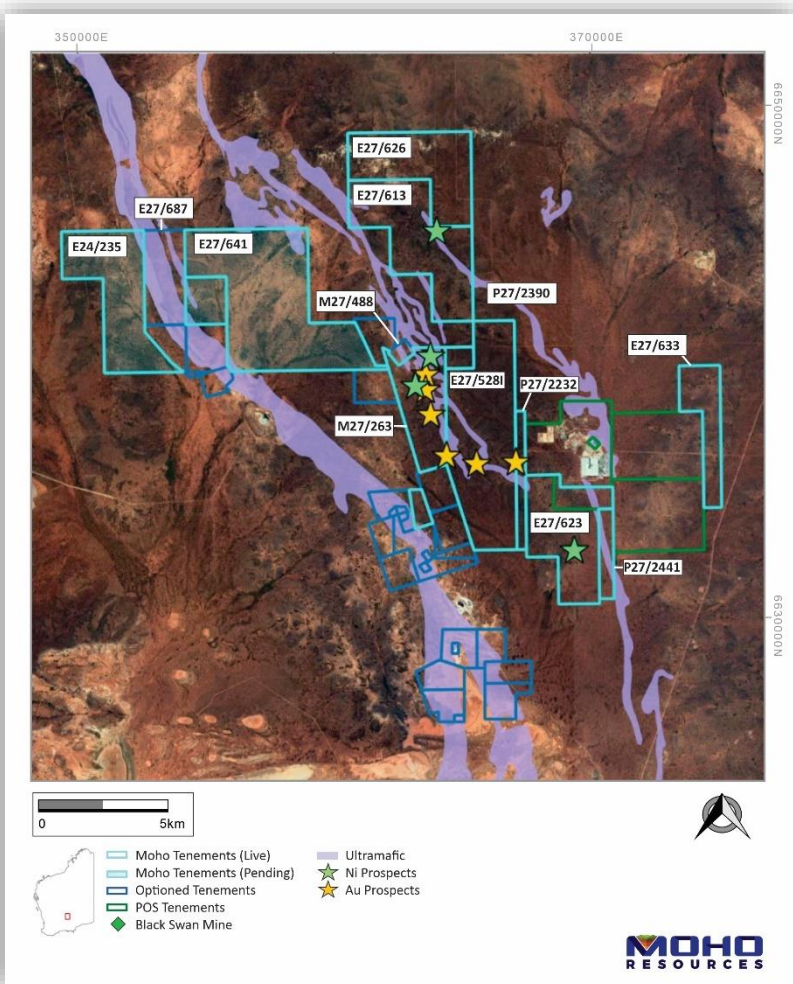 350000E
370000E
6650000N
E27/626
E27/613
E27/687
E24/235
E27/641
P27/2390
M27/488
E27/633
E27/528I
P27/2232
M27/263
E27/623
P27/2441
6630000N
0
5km
Moho Tenements (Live)
Moho Tenements (Pending)
Optioned Tenements
POS Tenements
Black Swan Mine
Ultramafic
Ni Prospects
Au Prospects
MOHO
RESOURCES